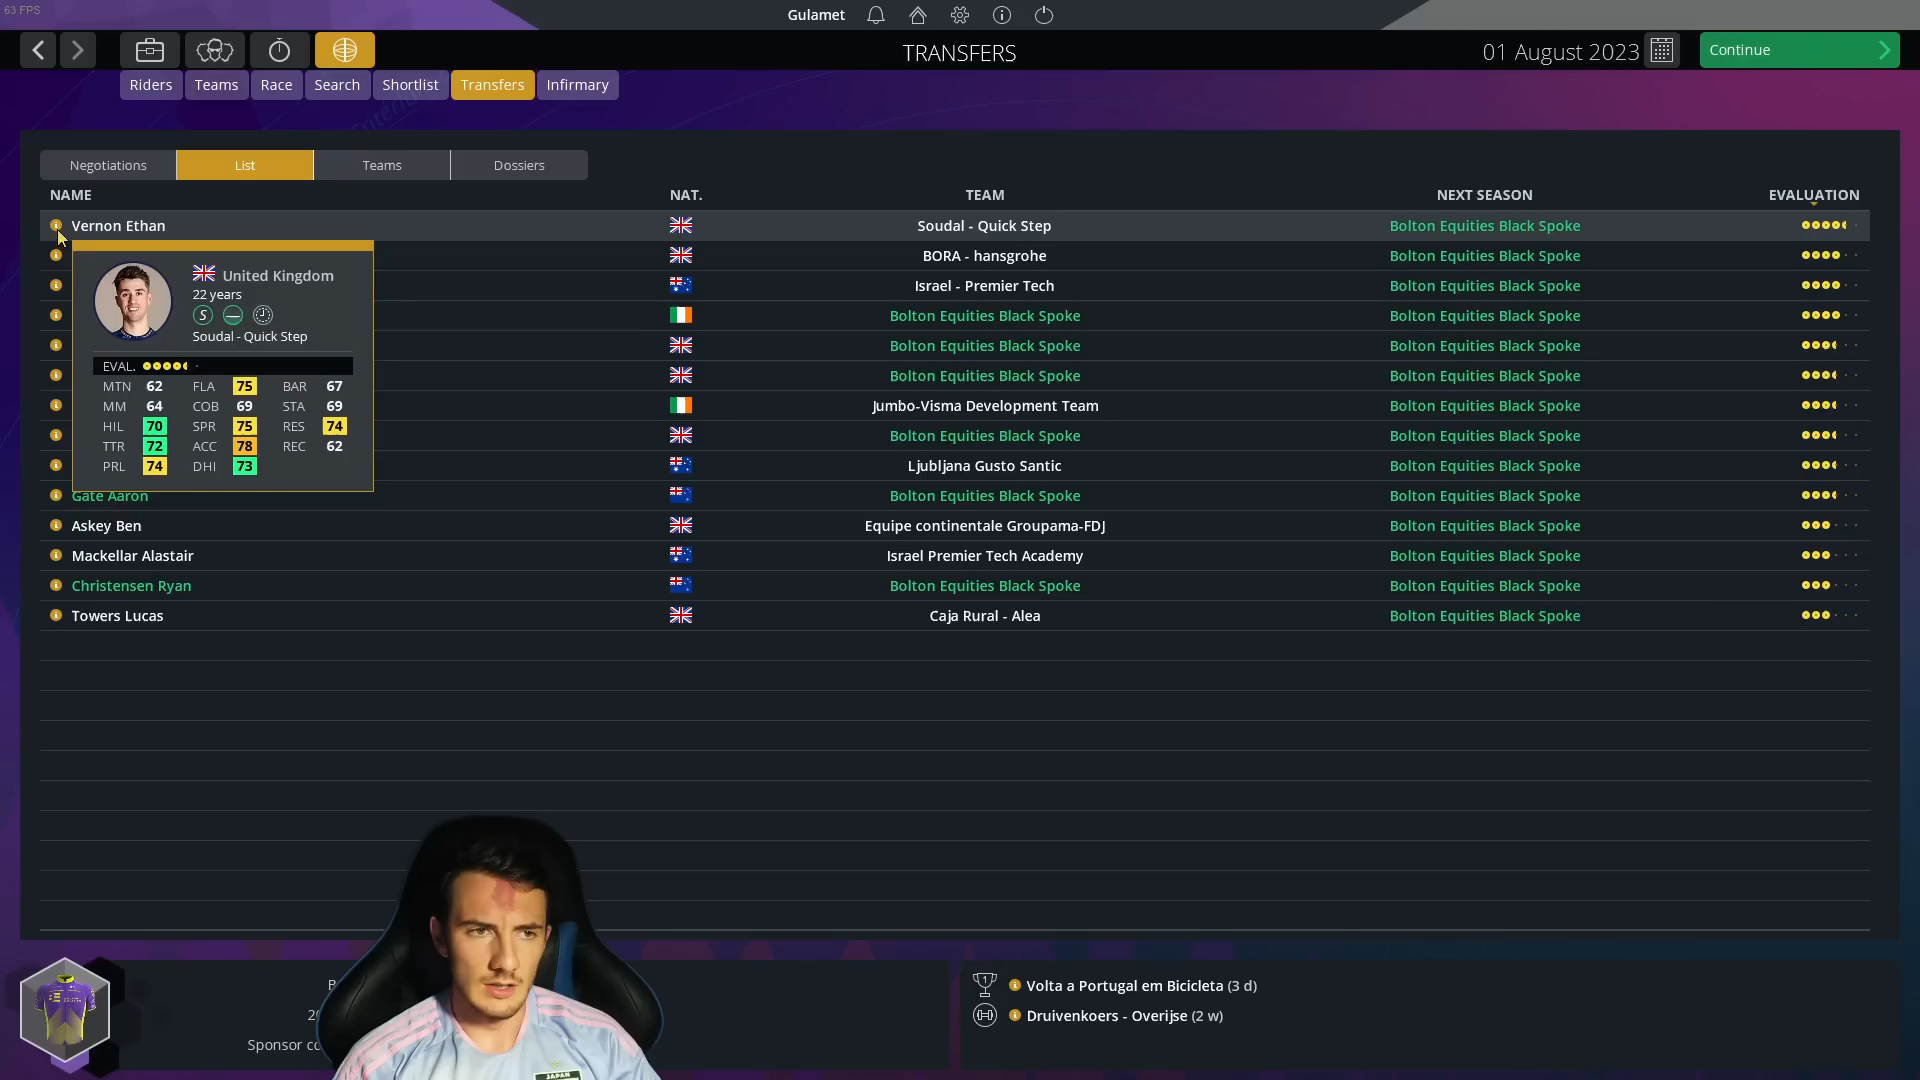 63 FPS
Gulamet
TRANSFERS
01 August 2023
Continue
Riders Teams Race Search Shortlist Transfers Infirmary
Negotiations List Teams Dossiers
NAME NAT. TEAM NEXT SEASON EVALUATION
Vernon Ethan Soudal - Quick Step Bolton Equities Black Spoke
BORA - hansgrohe Bolton Equities Black Spoke
Israel - Premier Tech Bolton Equities Black Spoke
Bolton Equities Black Spoke Bolton Equities Black Spoke
Bolton Equities Black Spoke Bolton Equities Black Spoke
Bolton Equities Black Spoke Bolton Equities Black Spoke
Jumbo-Visma Development Team Bolton Equities Black Spoke
Bolton Equities Black Spoke Bolton Equities Black Spoke
Ljubljana Gusto Santic Bolton Equities Black Spoke
Gate Aaron Bolton Equities Black Spoke Bolton Equities Black Spoke
Askey Ben Equipe continentale Groupama-FDJ Bolton Equities Black Spoke
Mackellar Alastair Israel Premier Tech Academy Bolton Equities Black Spoke
Christensen Ryan Bolton Equities Black Spoke Bolton Equities Black Spoke
Towers Lucas Caja Rural - Alea Bolton Equities Black Spoke
United Kingdom
22 years
S
Soudal - Quick Step
EVAL.
MTN 62 FLA 75 BAR 67
MM 64 COB 69 STA 69
HIL 70 SPR 75 RES 74
TTR 72 ACC 78 REC 62
PRL 74 DHI 73
Sponsor
Volta a Portugal em Bicicleta (3 d)
Druivenkoers - Overijse (2 w)
JAPAN